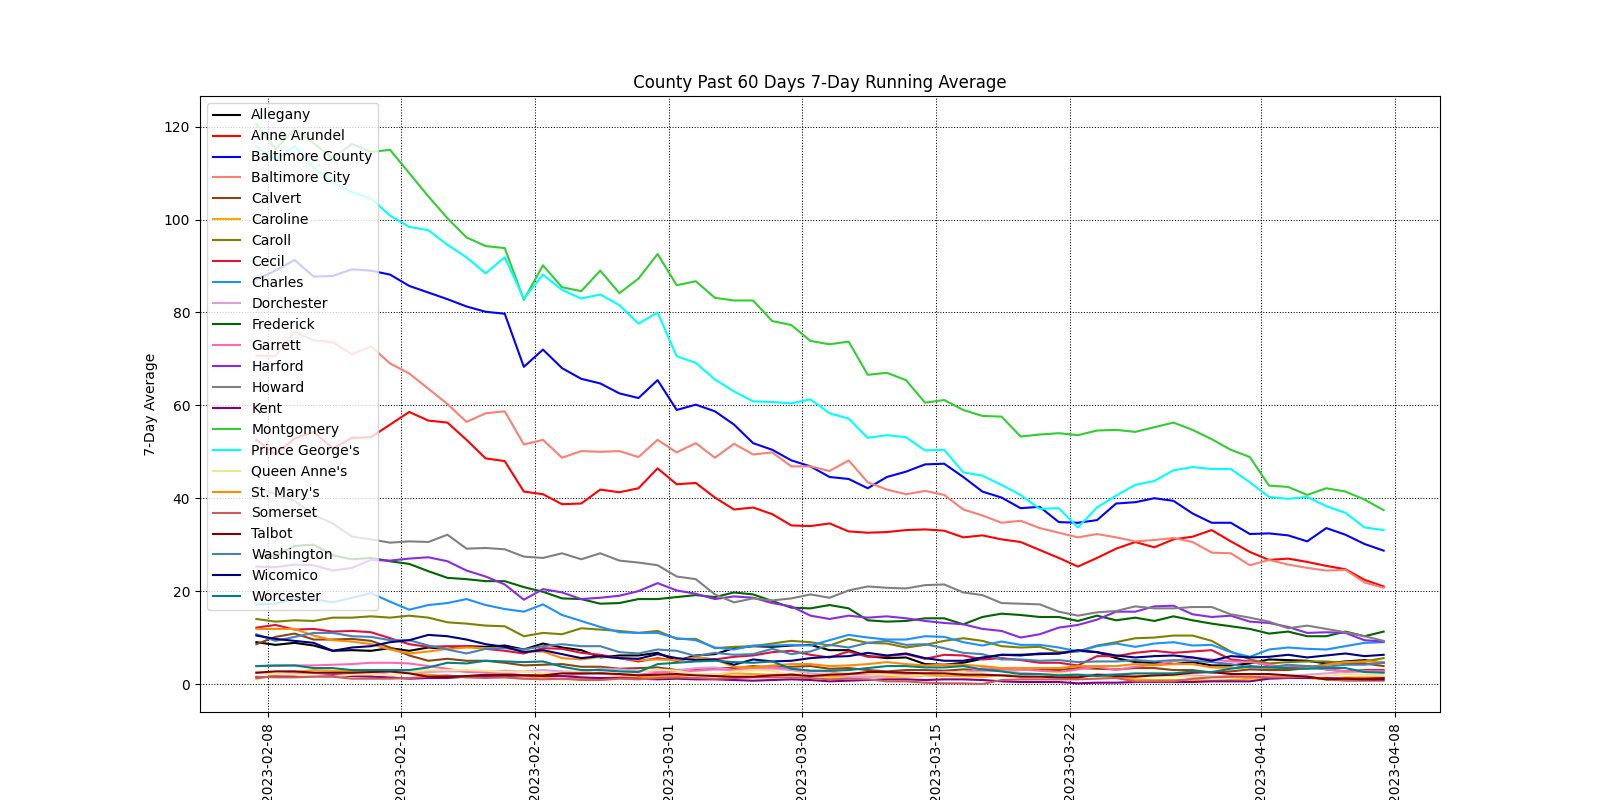 County Past 60 Days 7-Day Running Average
7-Day Average
120
100
80
60
40
20
0
Allegany
Anne Arundel
Baltimore County
Baltimore City
Calvert
Caroline
Caroll
Cecil
Charles
Dorchester
Frederick
Garrett
Harford
Howard
Kent
Montgomery
Prince George's
Queen Anne's
St. Mary's
Somerset
Talbot
Washington
Wicomico
Worcester
2023-02-08
2023-02-15
2023-02-22
2023-03-01
2023-03-08
2023-03-15
2023-03-22
2023-04-01
2023-04-08